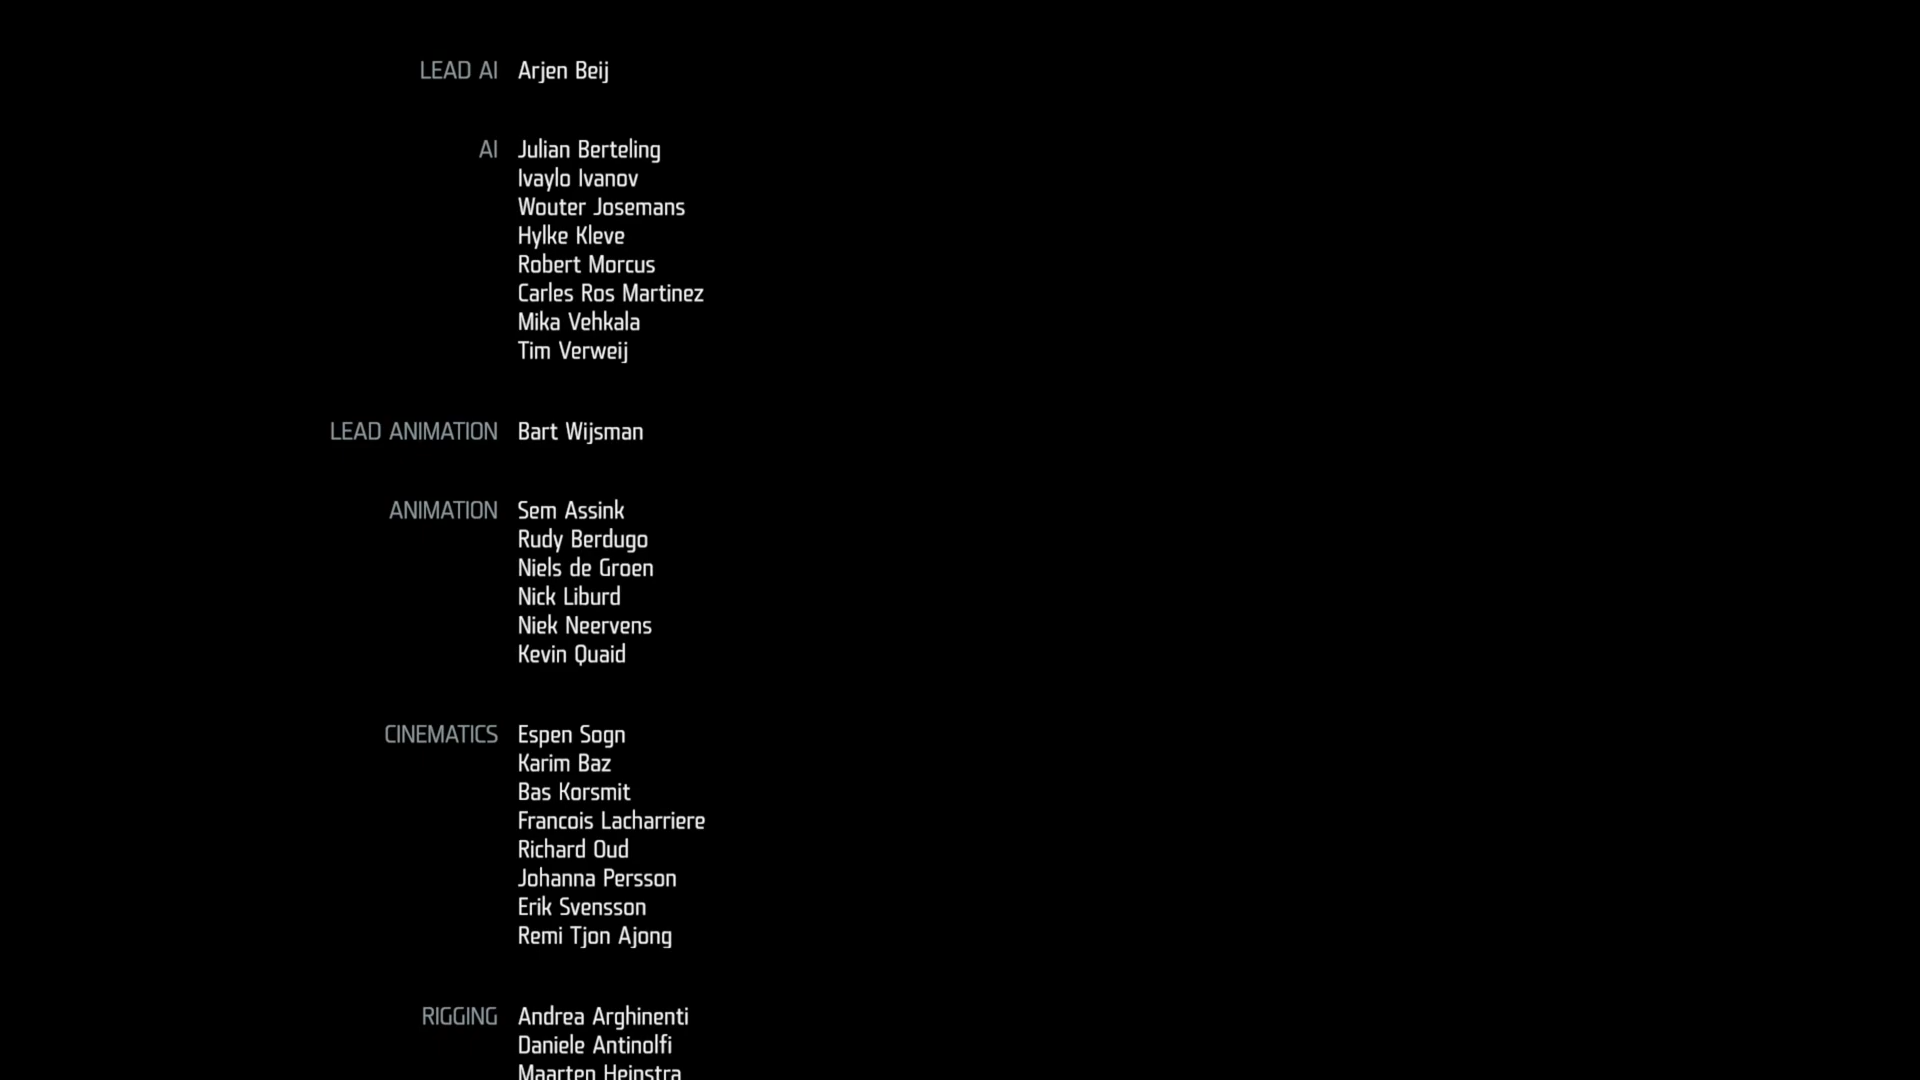 LEAD AI Arjen Beij
AI Julian Berteling
Ivaylo Ivanov
Wouter Josemans
Hylke Kleve
Robert Morcus
Carles Ros Martinez
Mika Vehkala
Tim Verweij
LEAD ANIMATION Bart Wijsman
ANIMATION Sem Assink
Rudy Berdugo
Niels de Groen
Nick Liburd
Niek Neervens
Kevin Quaid
CINEMATICS Espen Sogn
Karim Baz
Bas Korsmit
Francois Lacharriere
Richard Oud
Johanna Persson
Erik Svensson
Remi Tjon Ajong
RIGGING Andrea Arghinenti
Daniele Antinolfi
Maarten Heinstra